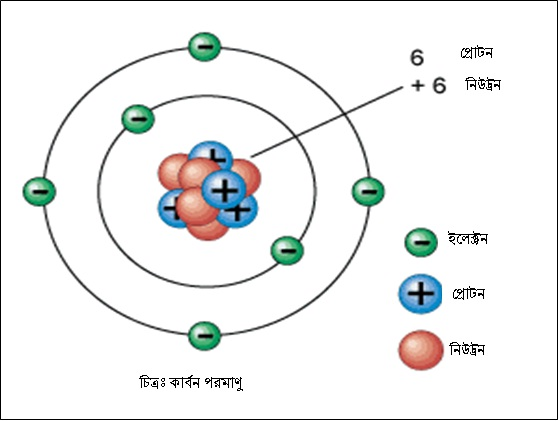 6 প্রোটন
+ 6 নিউট্রন
ইলেক্ট্রন
প্রোটন
নিউট্রন
চিত্রঃ কার্বন পরমাণু